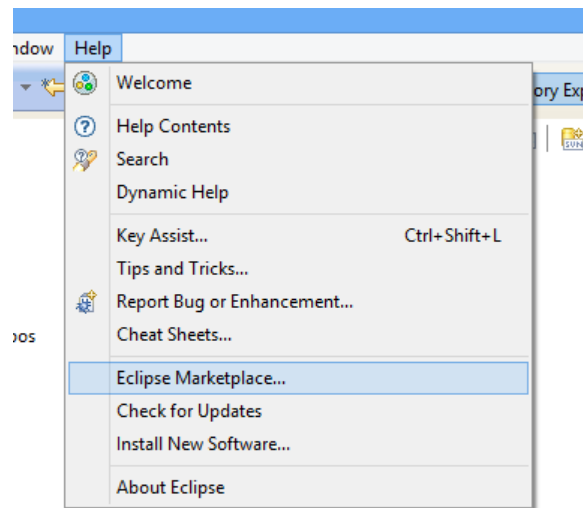 ndow Help
ory Exp
Welcome
Help Contents
Search
Dynamic Help
Key Assist... Ctrl+Shift+L
Tips and Tricks...
Report Bug or Enhancement...
Cheat Sheets...
oos
Eclipse Marketplace...
Check for Updates
Install New Software...
About Eclipse